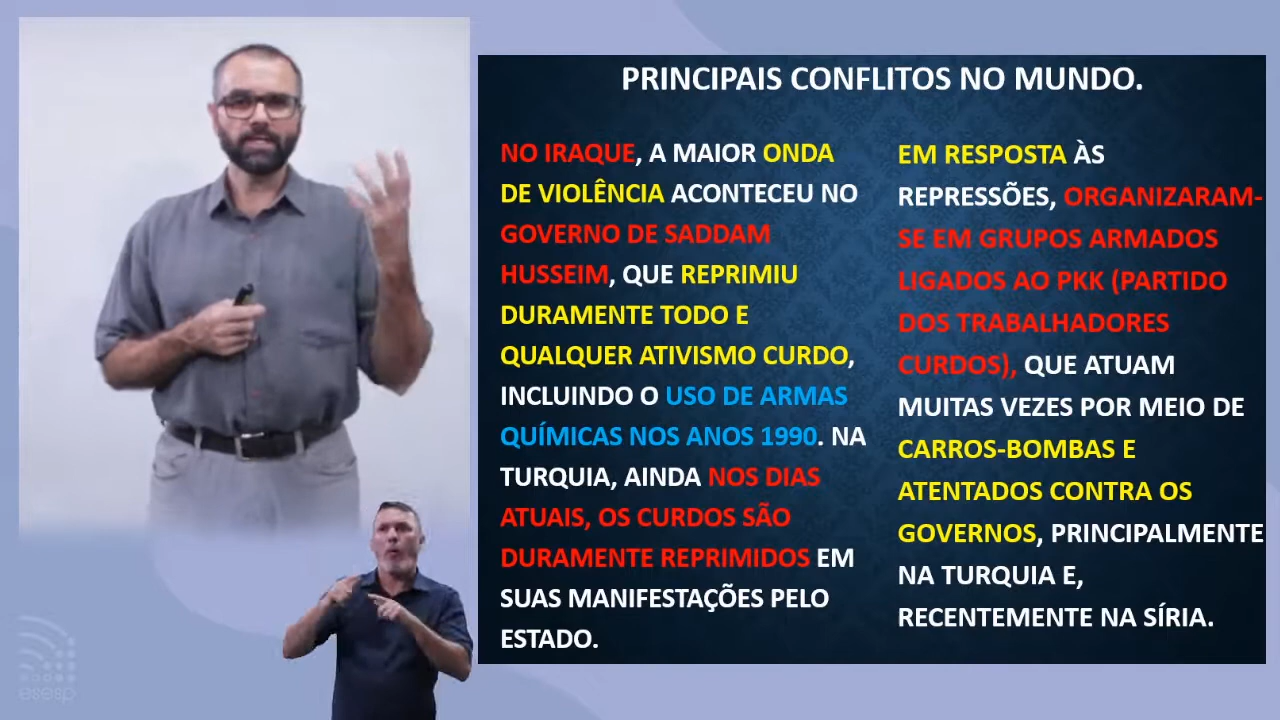 PRINCIPAIS CONFLITOS NO MUNDO.
NO IRAQUE, A MAIOR ONDA
DE VIOLÊNCIA ACONTECEU NO
GOVERNO DE SADDAM
HUSSEIM, QUE REPRIMIU
DURAMENTE TODO E
QUALQUER ATIVISMO CURDO,
INCLUINDO O USO DE ARMAS
QUÍMICAS NOS ANOS 1990. NA
TURQUIA, AINDA NOS DIAS
ATUAIS, OS CURDOS SÃO
DURAMENTE REPRIMIDOS EM
SUAS MANIFESTAÇÕES PELO
ESTADO.
EM RESPOSTA ÀS
REPRESSÕES, ORGANIZARAM-
SE EM GRUPOS ARMADOS
LIGADOS AO PKK (PARTIDO
DOS TRABALHADORES
CURDOS), QUE ATUAM
MUITAS VEZES POR MEIO DE
CARROS-BOMBAS E
ATENTADOS CONTRA OS
GOVERNOS, PRINCIPALMENTE
NA TURQUIA E,
RECENTEMENTE NA SÍRIA.
esesp